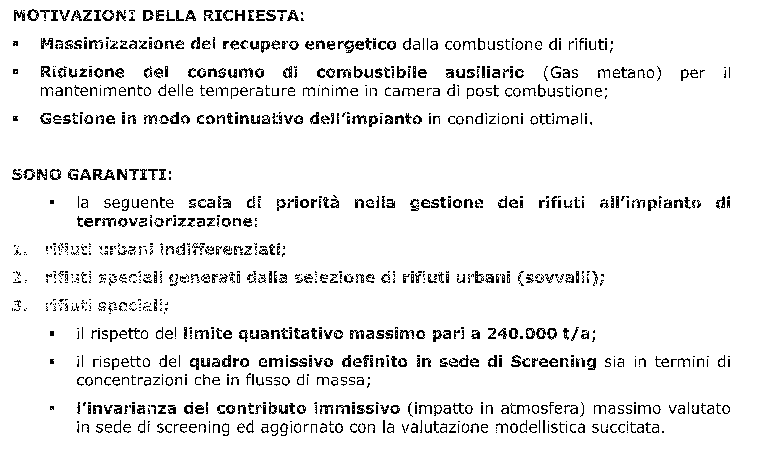 MOTIVAZIONI DELLA RICHIESTA:
▪ Massimizzazione del recupero energetico dalla combustione di rifiuti;
▪ Riduzione del consumo di combustibile ausiliario (Gas metano) per il
mantenimento delle temperature minime in camera di post combustione;
▪ Gestione in modo continuativo dell'impianto in condizioni ottimali.
SONO GARANTITI:
▪ la seguente scala di priorità nella gestione dei rifiuti all'impianto di
termovalorizzazione:
1. rifiuti urbani indifferenziati;
2. rifiuti speciali generati dalla selezione di rifiuti urbani (sovvalli);
3. rifiuti speciali;
▪ il rispetto del limite quantitativo massimo pari a 240.000 t/a;
▪ il rispetto del quadro emissivo definito in sede di Screening sia in termini di
concentrazioni che in flusso di massa;
▪ l'invarianza del contributo immissivo (impatto in atmosfera) massimo valutato
in sede di screening ed aggiornato con la valutazione modellistica succitata.